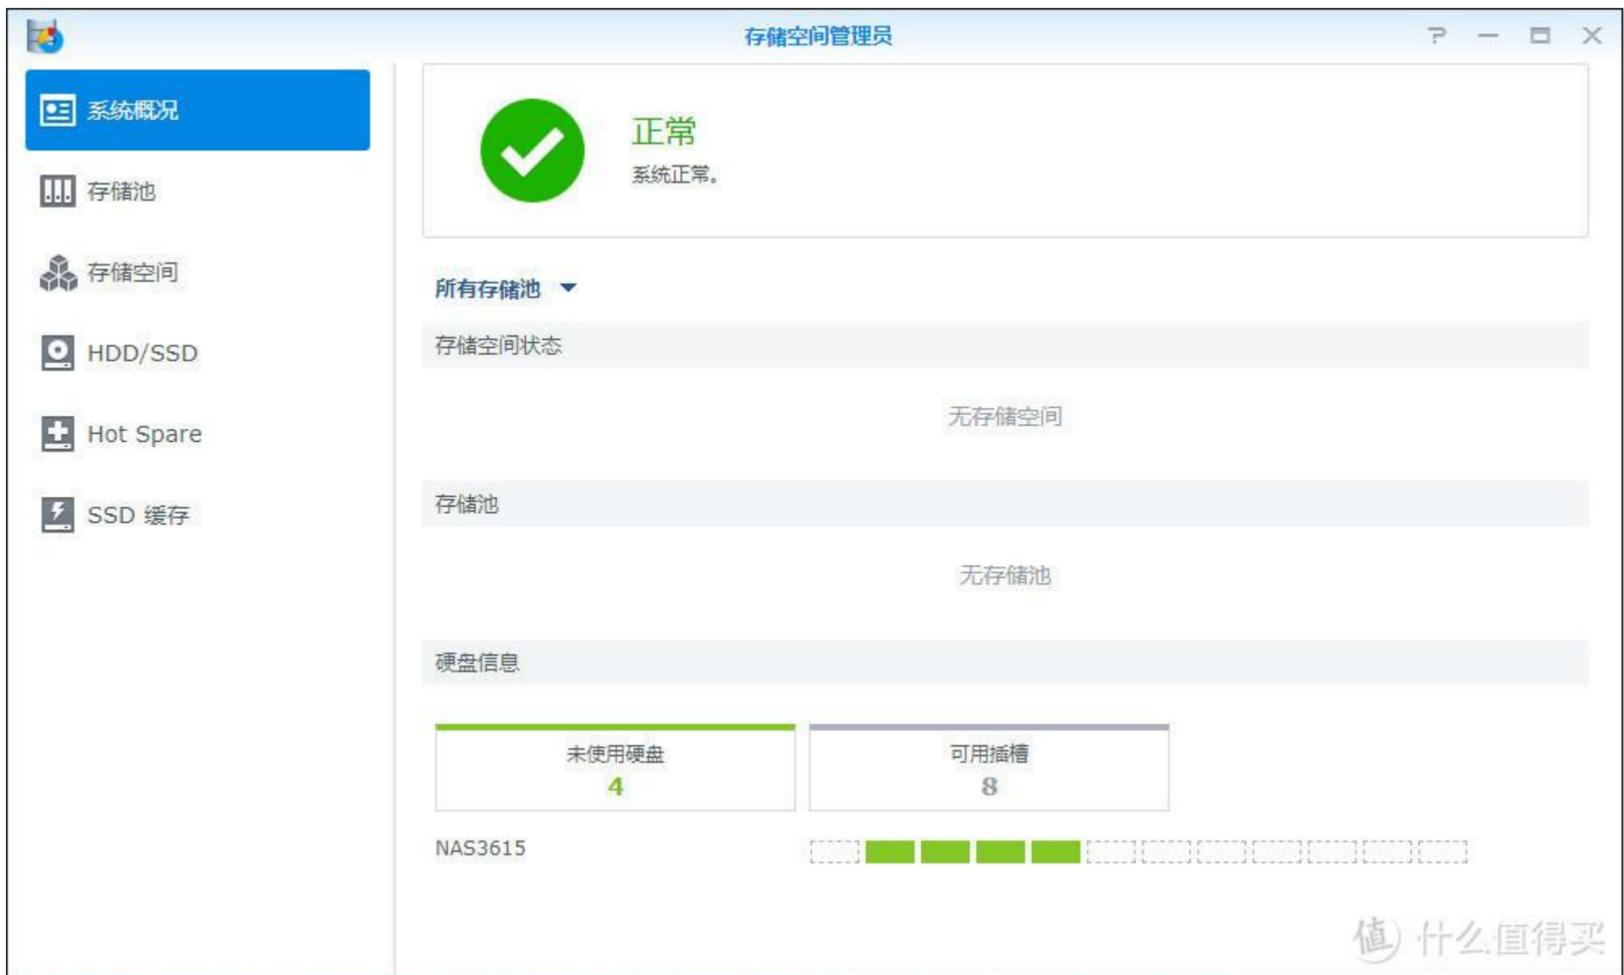 存储空间管理员
系统概况
存储池
存储空间
HDD/SSD
Hot Spare
SSD 缓存
正常
系统正常。
所有存储池
存储空间状态
无存储空间
存储池
无存储池
硬盘信息
未使用硬盘
4
可用插槽
8
NAS3615
值 什么值得买